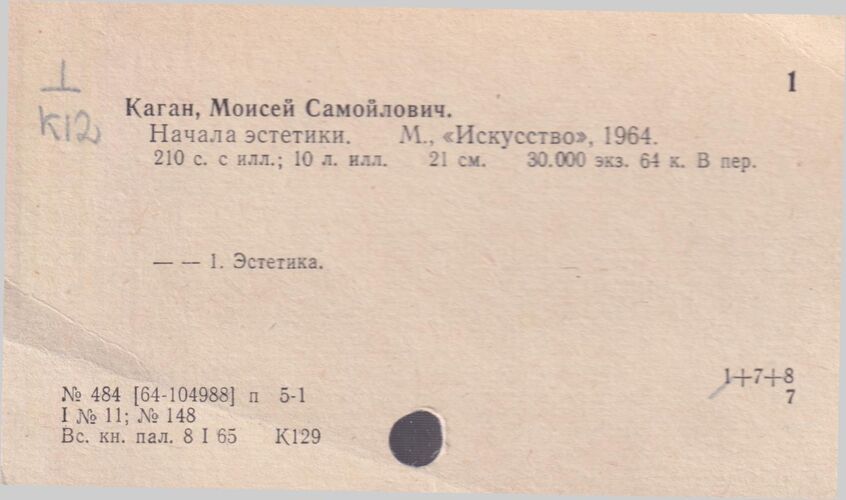 1
1
К12
Каган, Моисей Самойлович.
Начала эстетики. М., «Искусство», 1964.
210 с. с илл.; 10 л. илл. 21 см. 30.000 экз. 64 к. В пер.
— — 1. Эстетика.
1+7+8
7
№ 484 [64-104988] п 5-1
I № 11; № 148
Вс. кн. пал. 8 I 65 К129